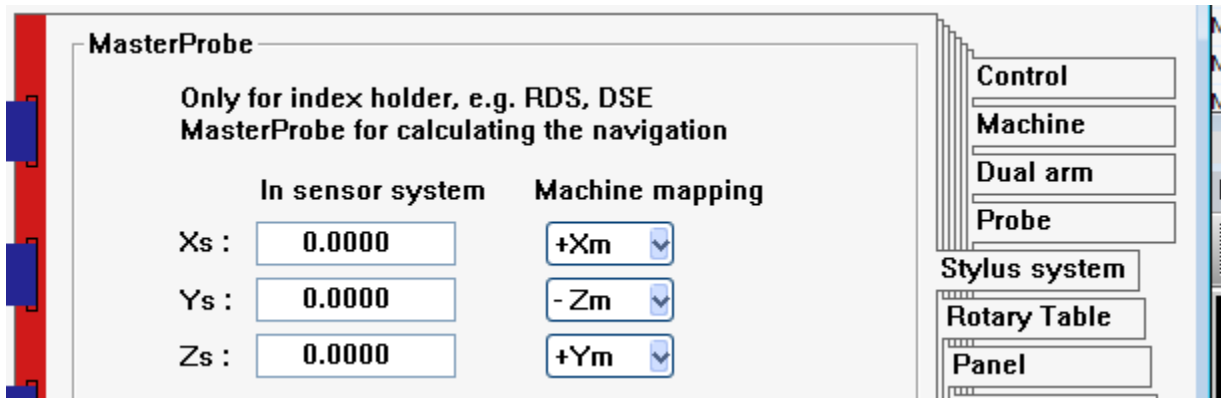 MasterProbe
Only for index holder, e.g. RDS, DSE
MasterProbe for calculating the navigation
In sensor system Machine mapping
Xs : 0.0000 +Xm
Ys : 0.0000 - Zm
Zs : 0.0000 +Ym
Control
Machine
Dual arm
Probe
Stylus system
Rotary Table
Panel